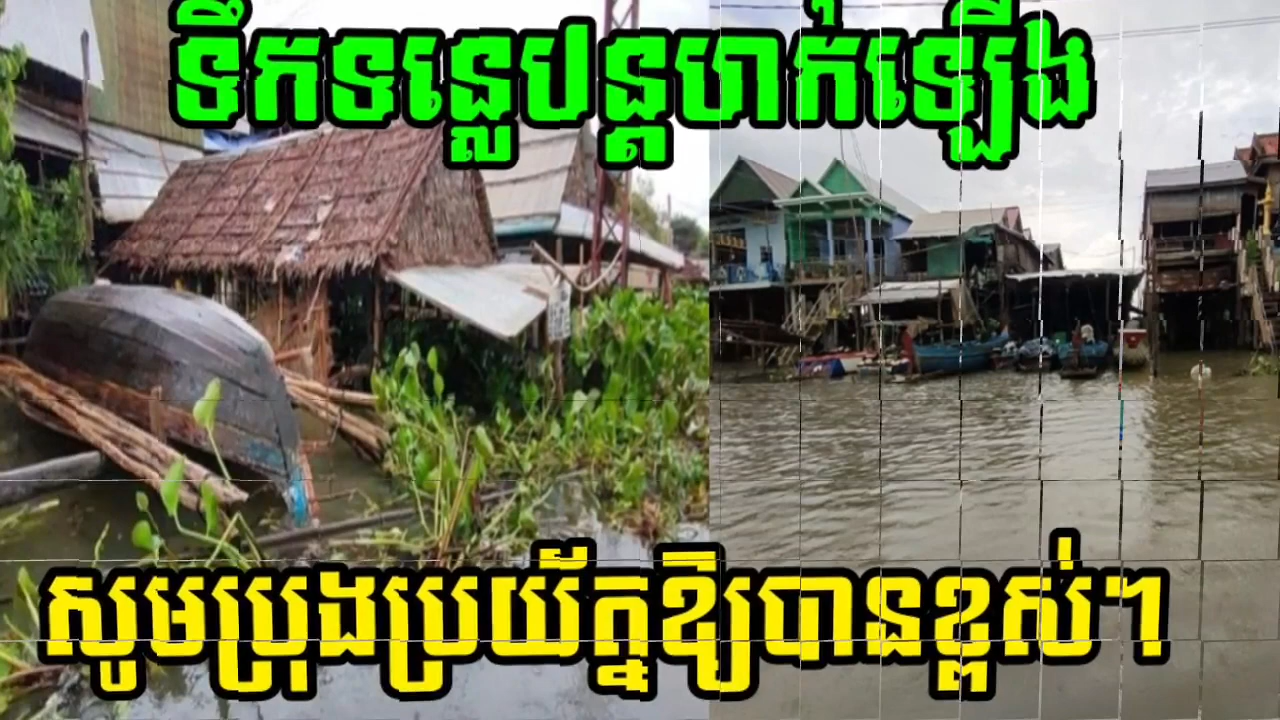 ទឹកទន្លេបន្តហក់ឡើង
សូមប្រុងប្រយ័ត្នឱ្យបានខ្ពស់ៗ